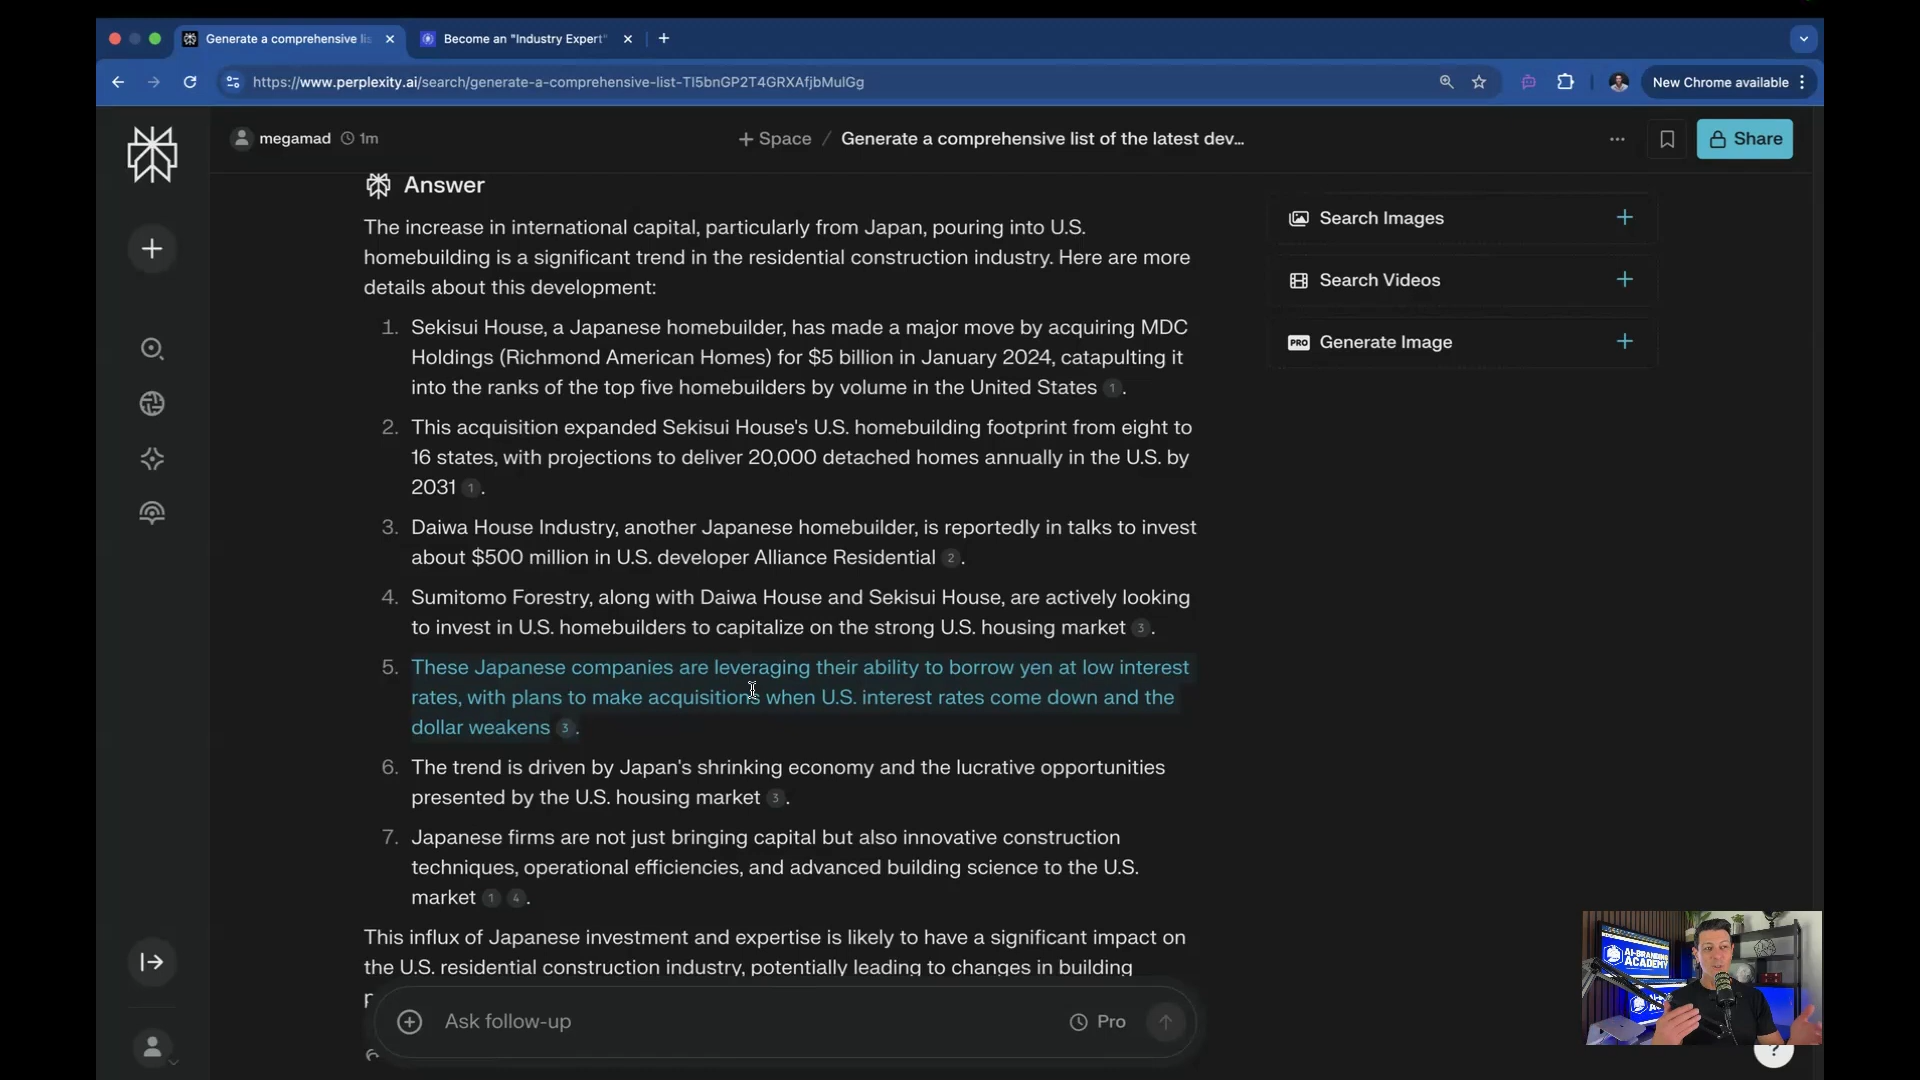 Generate a comprehensive lis
Become an "Industry Expert"
https://www.perplexity.ai/search/generate-a-comprehensive-list-TI5bnGP2T4GRXAfjbMulGg
New Chrome available
megamad 1m
Space / Generate a comprehensive list of the latest dev...
Share
Answer
The increase in international capital, particularly from Japan, pouring into U.S.
homebuilding is a significant trend in the residential construction industry. Here are more
details about this development:
1. Sekisui House, a Japanese homebuilder, has made a major move by acquiring MDC
Holdings (Richmond American Homes) for $5 billion in January 2024, catapulting it
into the ranks of the top five homebuilders by volume in the United States 1.
2. This acquisition expanded Sekisui House's U.S. homebuilding footprint from eight to
16 states, with projections to deliver 20,000 detached homes annually in the U.S. by
2031 1.
3. Daiwa House Industry, another Japanese homebuilder, is reportedly in talks to invest
about $500 million in U.S. developer Alliance Residential 2.
4. Sumitomo Forestry, along with Daiwa House and Sekisui House, are actively looking
to invest in U.S. homebuilders to capitalize on the strong U.S. housing market 3.
5. These Japanese companies are leveraging their ability to borrow yen at low interest
rates, with plans to make acquisitions when U.S. interest rates come down and the
dollar weakens 3.
6. The trend is driven by Japan's shrinking economy and the lucrative opportunities
presented by the U.S. housing market 3.
7. Japanese firms are not just bringing capital but also innovative construction
techniques, operational efficiencies, and advanced building science to the U.S.
market 1 4.
This influx of Japanese investment and expertise is likely to have a significant impact on
the U.S. residential construction industry, potentially leading to changes in building
Ask follow-up
Pro
Search Images
Search Videos
PRO Generate Image
AI-BRANDING
ACADEMY
?